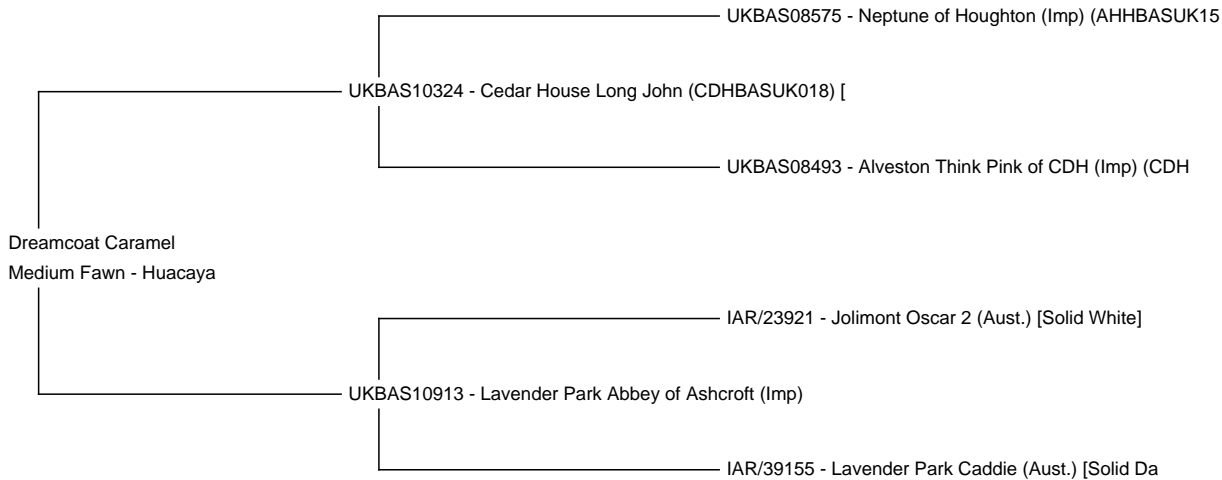 UKBAS08575 - Neptune of Houghton (Imp) (AHHBASUK15
UKBAS10324 - Cedar House Long John (CDHBASUK018) [
UKBAS08493 - Alveston Think Pink of CDH (Imp) (CDH
Dreamcoat Caramel
Medium Fawn - Huacaya
IAR/23921 - Jolimont Oscar 2 (Aust.) [Solid White]
UKBAS10913 - Lavender Park Abbey of Ashcroft (Imp)
IAR/39155 - Lavender Park Caddie (Aust.) [Solid Da